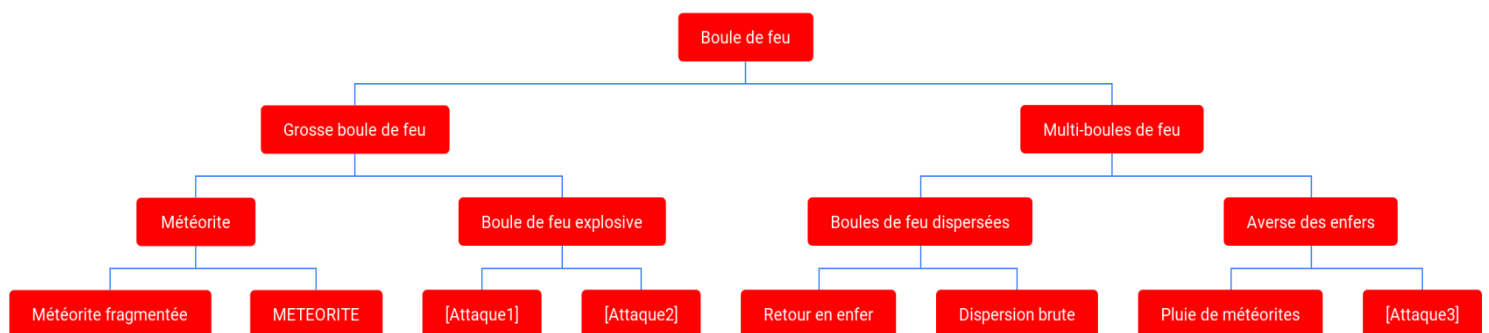 Boule de feu
Grosse boule de feu
Multi-boules de feu
Météorite
Boule de feu explosive
Boules de feu dispersées
Averse des enfers
Météorite fragmentée
METEORITE
[Attaque1]
[Attaque2]
Retour en enfer
Dispersion brute
Pluie de météorites
[Attaque3]